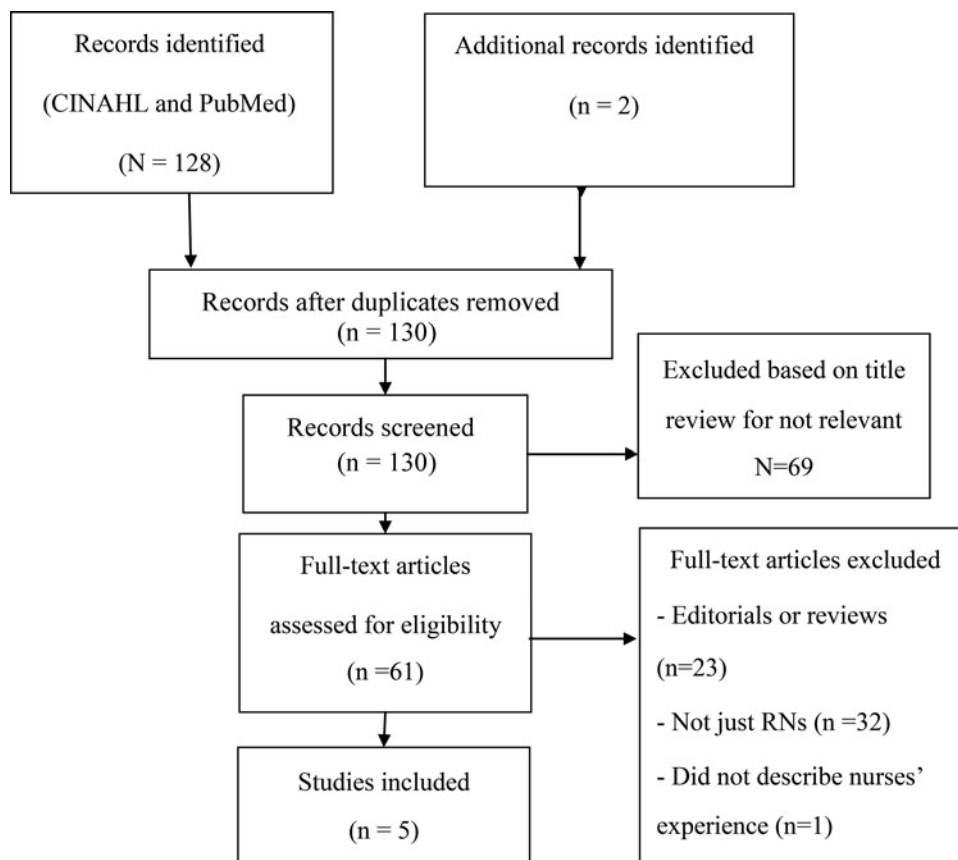 Records identified
(CINAHL and PubMed)
(N = 128)
Additional records identified
(n = 2)
Records after duplicates removed
(n = 130)
Records screened
(n = 130)
Excluded based on title
review for not relevant
N=69
Full-text articles
assessed for eligibility
(n =61)
Full-text articles excluded
- Editorials or reviews
(n=23)
- Not just RNs (n =32)
- Did not describe nurses’
experience (n=1)
Studies included
(n = 5)